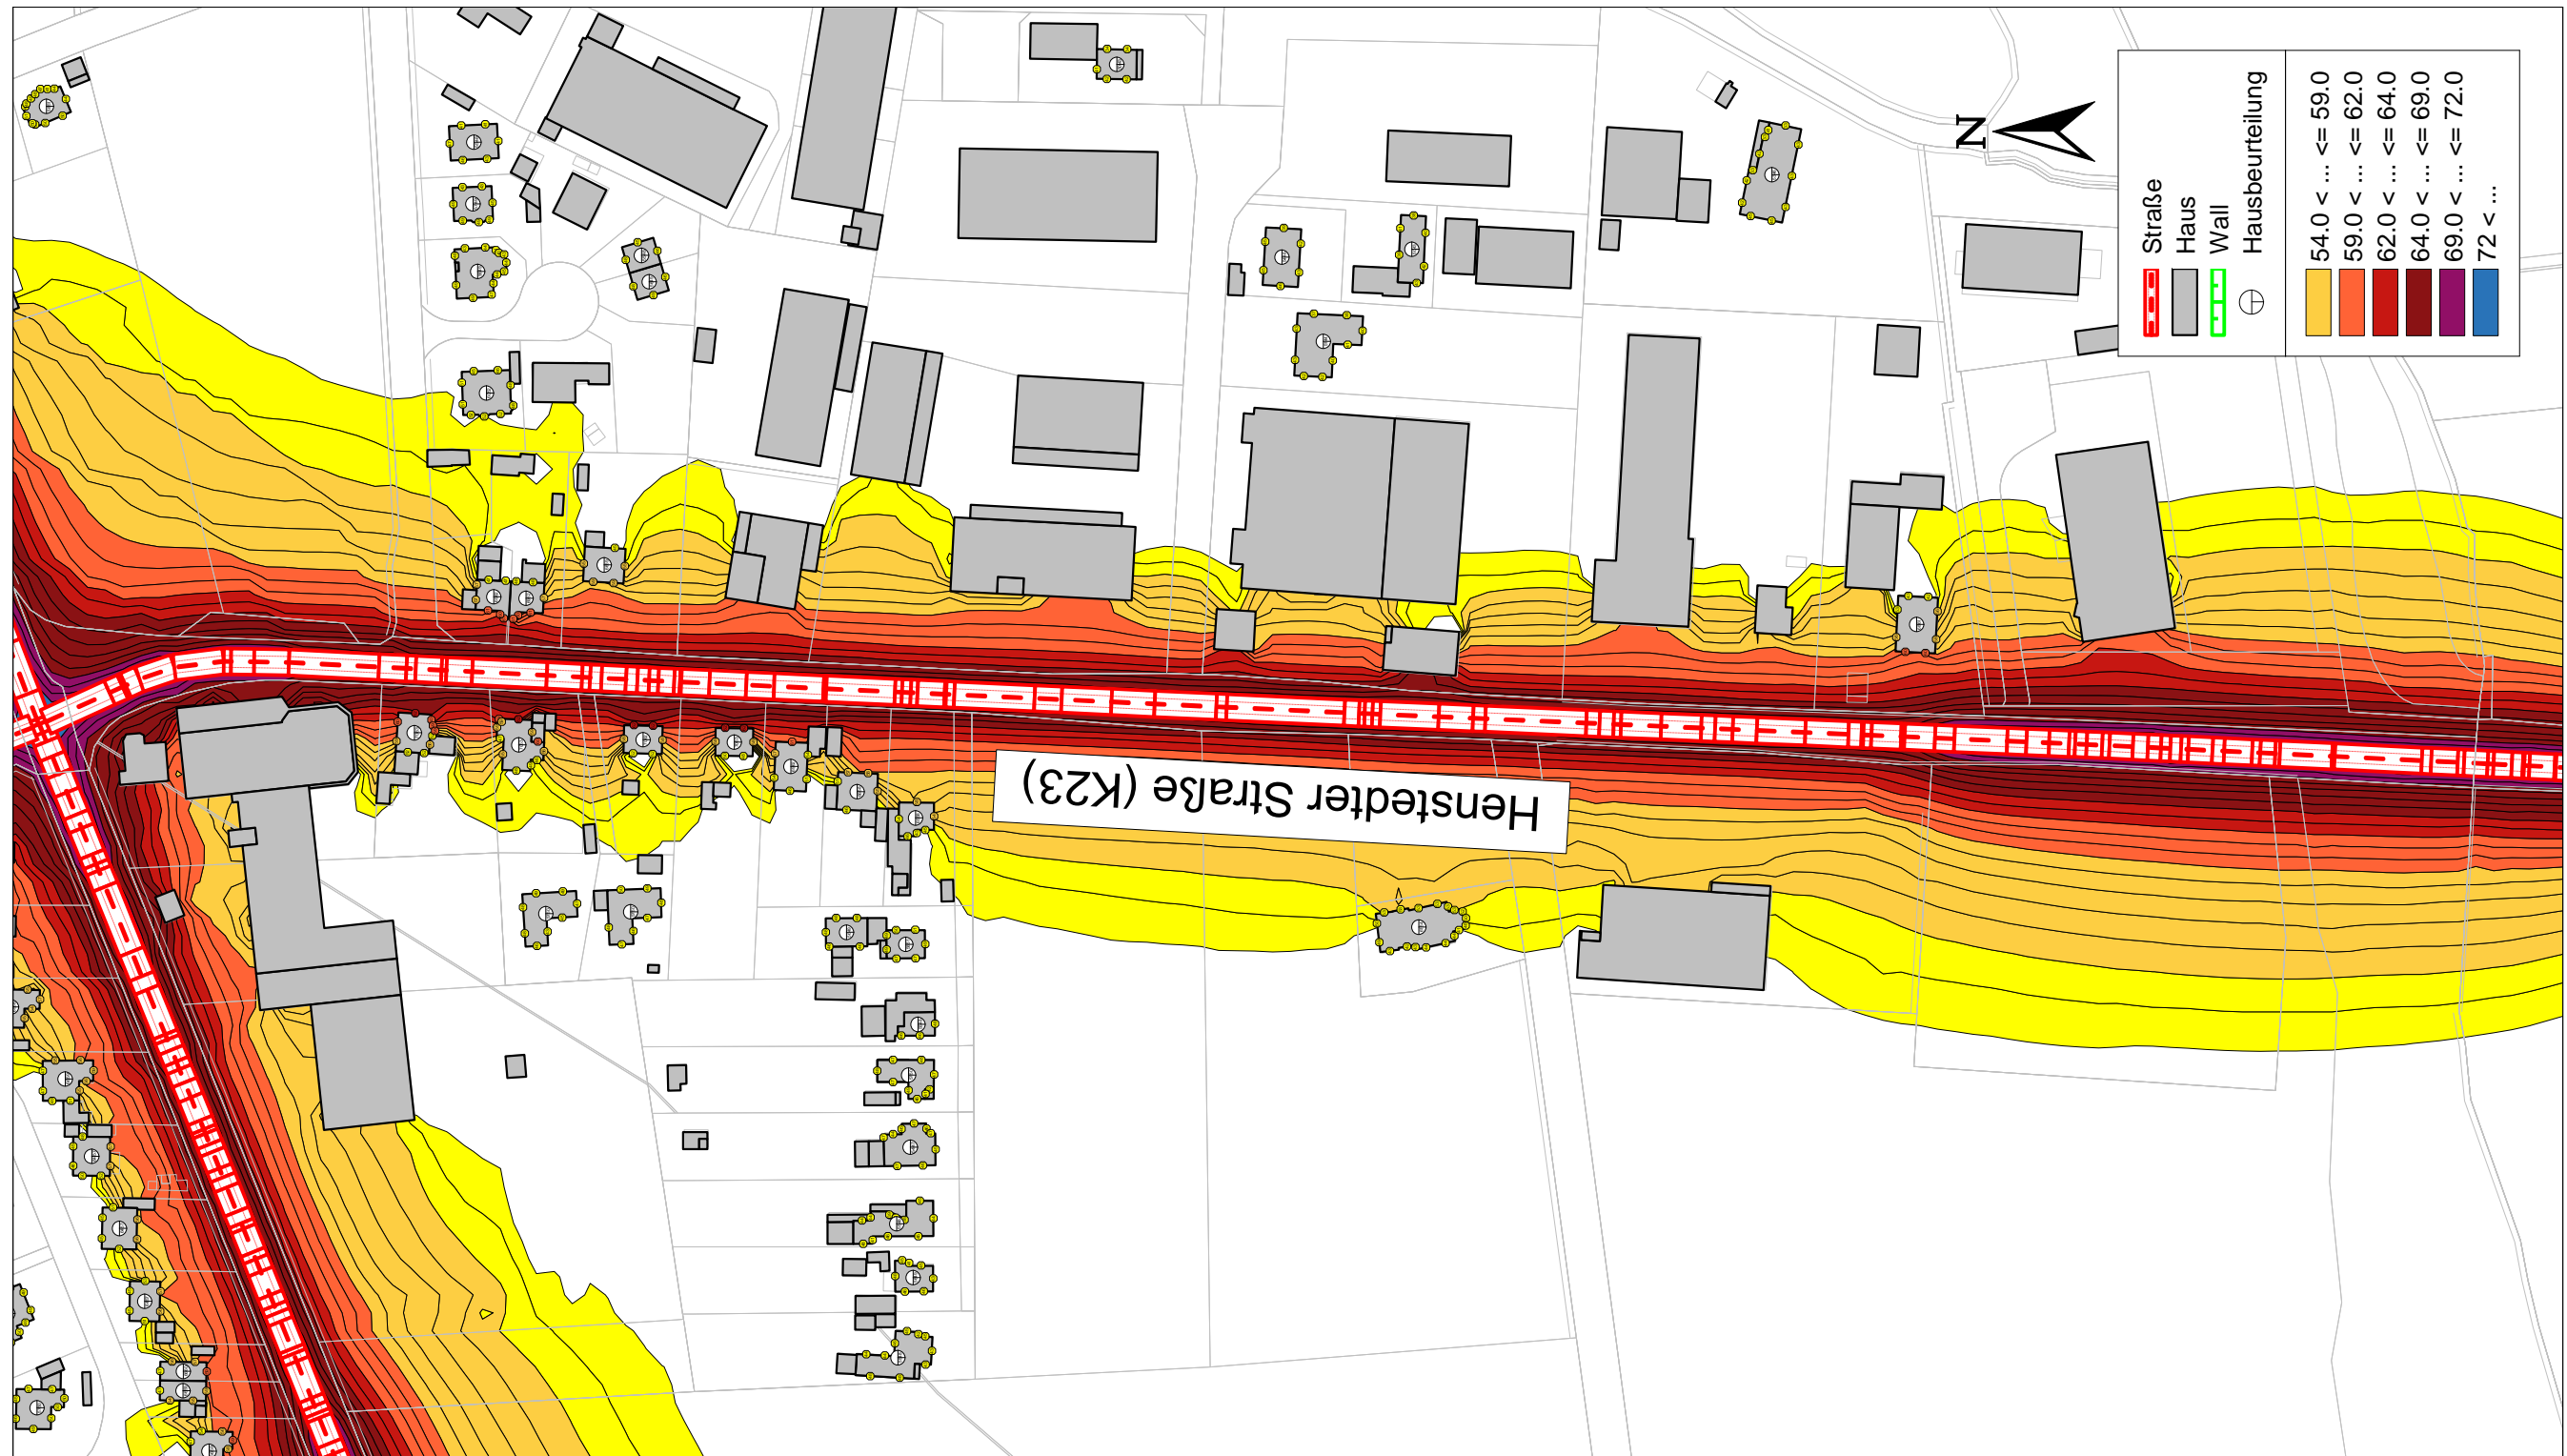 Henstedter Straße (K23)
N
Straße
Haus
Wall
Hausbeurteilung
54.0 < ... <= 59.0
59.0 < ... <= 62.0
62.0 < ... <= 64.0
64.0 < ... <= 69.0
69.0 < ... <= 72.0
72 < ...